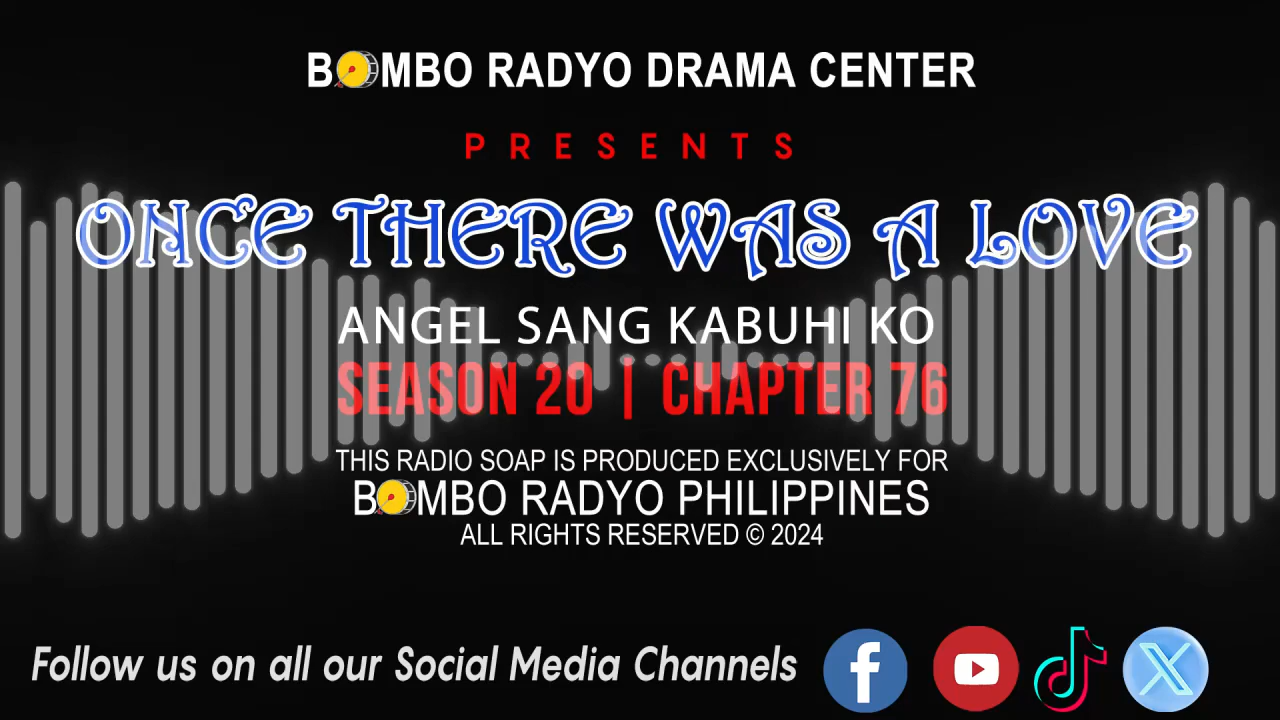 BOMBO RADYO DRAMA CENTER
PRESENTS
ONCE THERE WAS A LOVE
ANGEL SANG KABUHI KO
SEASON 20 | CHAPTER 76
THIS RADIO SOAP IS PRODUCED EXCLUSIVELY FOR
BOMBO RADYO PHILIPPINES
ALL RIGHTS RESERVED © 2024
Follow us on all our Social Media Channels